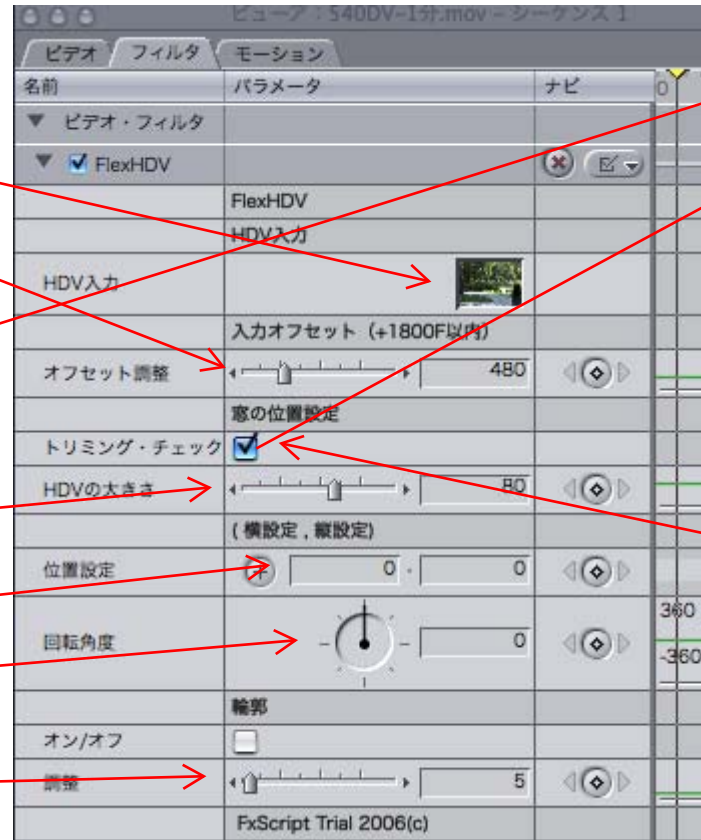 ビューア：540DV-1分.mov – シーケンス 1
ビデオ フィルタ モーション
名前 パラメータ ナビ 0
ビデオ・フィルタ
FlexHDV
FlexHDV
HDV入力
HDV入力
入力オフセット（+1800F以内）
オフセット調整 480
窓の位置設定
トリミング・チェック
HDVの大きさ 80
( 横設定 , 縦設定)
位置設定 0 . 0
360
回転角度 0
-360
輪郭
オン/オフ
調整 5
FxScript Trial 2006(c)